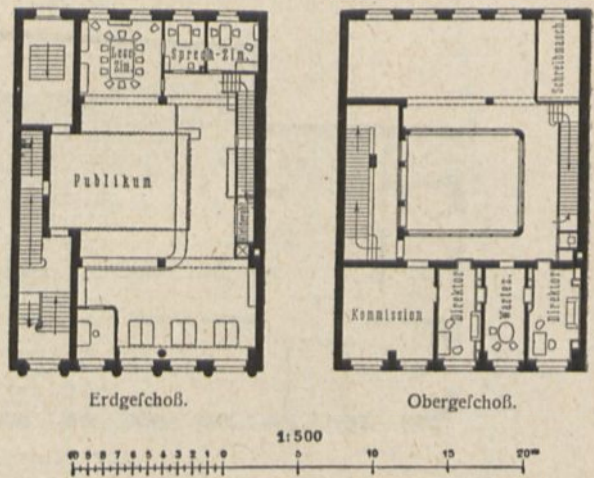 Leſe
Zim.
Sprech-Zim.
Publikum
Erdgeſchoß.
Schreibmasch.
Kommission
Direktor
Wartez.
Direktor
Obergeſchoß.
1:500
10 9 8 7 6 5 4 3 2 1 0 5 10 15 20m